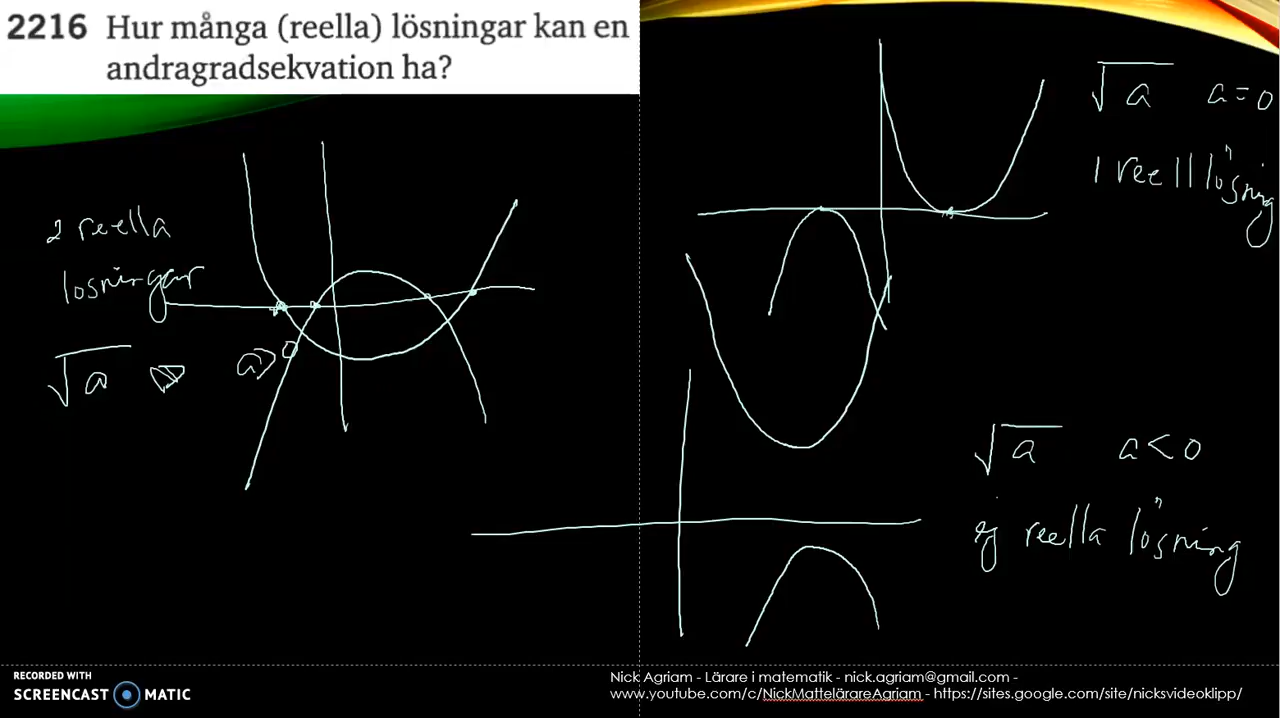 2216 Hur många (reella) lösningar kan en
andragradsekvation ha?
2 reella
losningar
√a a>0
√a a=0
1 reell lösning
√a a<0
ej reella lösning
RECORDED WITH
SCREENCAST MATIC
Nick Agriam - Lärare i matematik - nick.agriam@gmail.com -
www.youtube.com/c/NickMattelärareAgriam - https://sites.google.com/site/nicksvideoklipp/